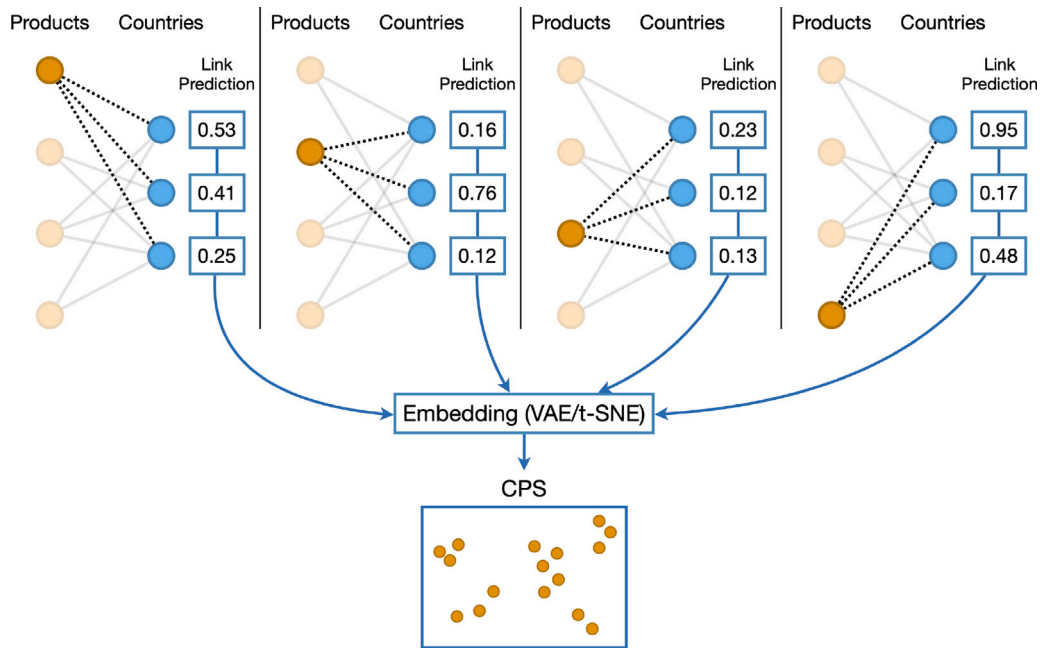 Products Countries
Link
Prediction
0.53
0.41
0.25
Products Countries
Link
Prediction
0.16
0.76
0.12
Products Countries
Link
Prediction
0.23
0.12
0.13
Products Countries
Link
Prediction
0.95
0.17
0.48
Embedding (VAE/t-SNE)
CPS